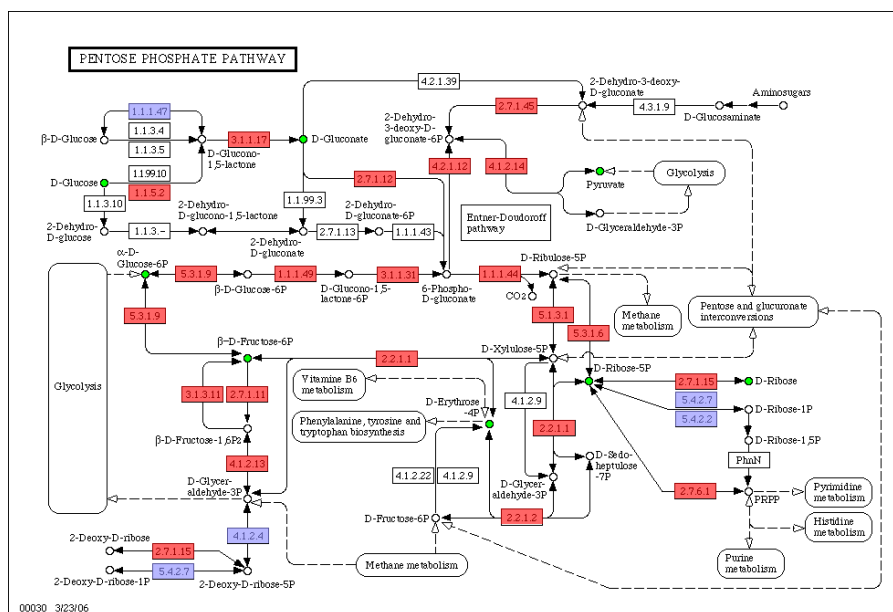 PENTOSE PHOSPHATE PATHWAY
4.2.1.39
2-Dehydro-3-deoxy-
D-gluconate
2.7.1.45
4.3.1.9
Aminosugars
D-Glucosaminate
2-Dehydro-
3-deoxy-D-
gluconate-6P
1.1.1.47
β-D-Glucose
1.1.3.4
1.1.3.5
D-Glucono-
1,5-lactone
3.1.1.17
D-Gluconate
1.1.99.10
D-Glucose
1.1.5.2
2.7.1.12
4.2.1.12
4.1.2.14
Pyruvate
Glycolysis
D-Glyceraldehyde-3P
1.1.3.10
1.1.99.3
2-Dehydro-
D-glucose
1.1.3.-
2-Dehydro-
D-glucono-1,5-lactone
2-Dehydro-
D-gluconate
2.7.1.13
2-Dehydro-
D-gluconate-6P
1.1.1.43
Entner-Doudoroff
pathway
α-D-
Glucose-6P
5.3.1.9
β-D-Glucose-6P
1.1.1.49
D-Glucono-1,5-
lactone-6P
3.1.1.31
6-Phospho-
D-gluconate
1.1.1.44
D-Ribulose-5P
CO2
Methane
metabolism
Pentose and glucuronate
interconversions
5.3.1.9
5.1.3.1
5.3.1.6
β-D-Fructose-6P
2.2.1.1
D-Xylulose-5P
D-Ribose-5P
2.7.1.15
D-Ribose
Glycolysis
3.1.3.11
2.7.1.11
Vitamine B6
metabolism
D-Erythrose
-4P
4.1.2.9
5.4.2.7
5.4.2.2
D-Ribose-1P
Phenylalanine, tyrosine and
tryptophan biosynthesis
2.2.1.1
D-Ribose-1,5P
β-D-Fructose-1,6P2
4.1.2.13
D-Glycer-
aldehyde-3P
4.1.2.22
4.1.2.9
D-Glycer-
aldehyde-3P
D-Sedo-
heptulose
-7P
PhnN
2.7.6.1
PRPP
Pyrimidine
metabolism
D-Fructose-6P
2.2.1.2
Histidine
metabolism
4.1.2.4
2-Deoxy-D-ribose
2.7.1.15
2-Deoxy-D-ribose-1P
5.4.2.7
2-Deoxy-D-ribose-5P
Methane metabolism
Purine
metabolism
00030 3/23/06